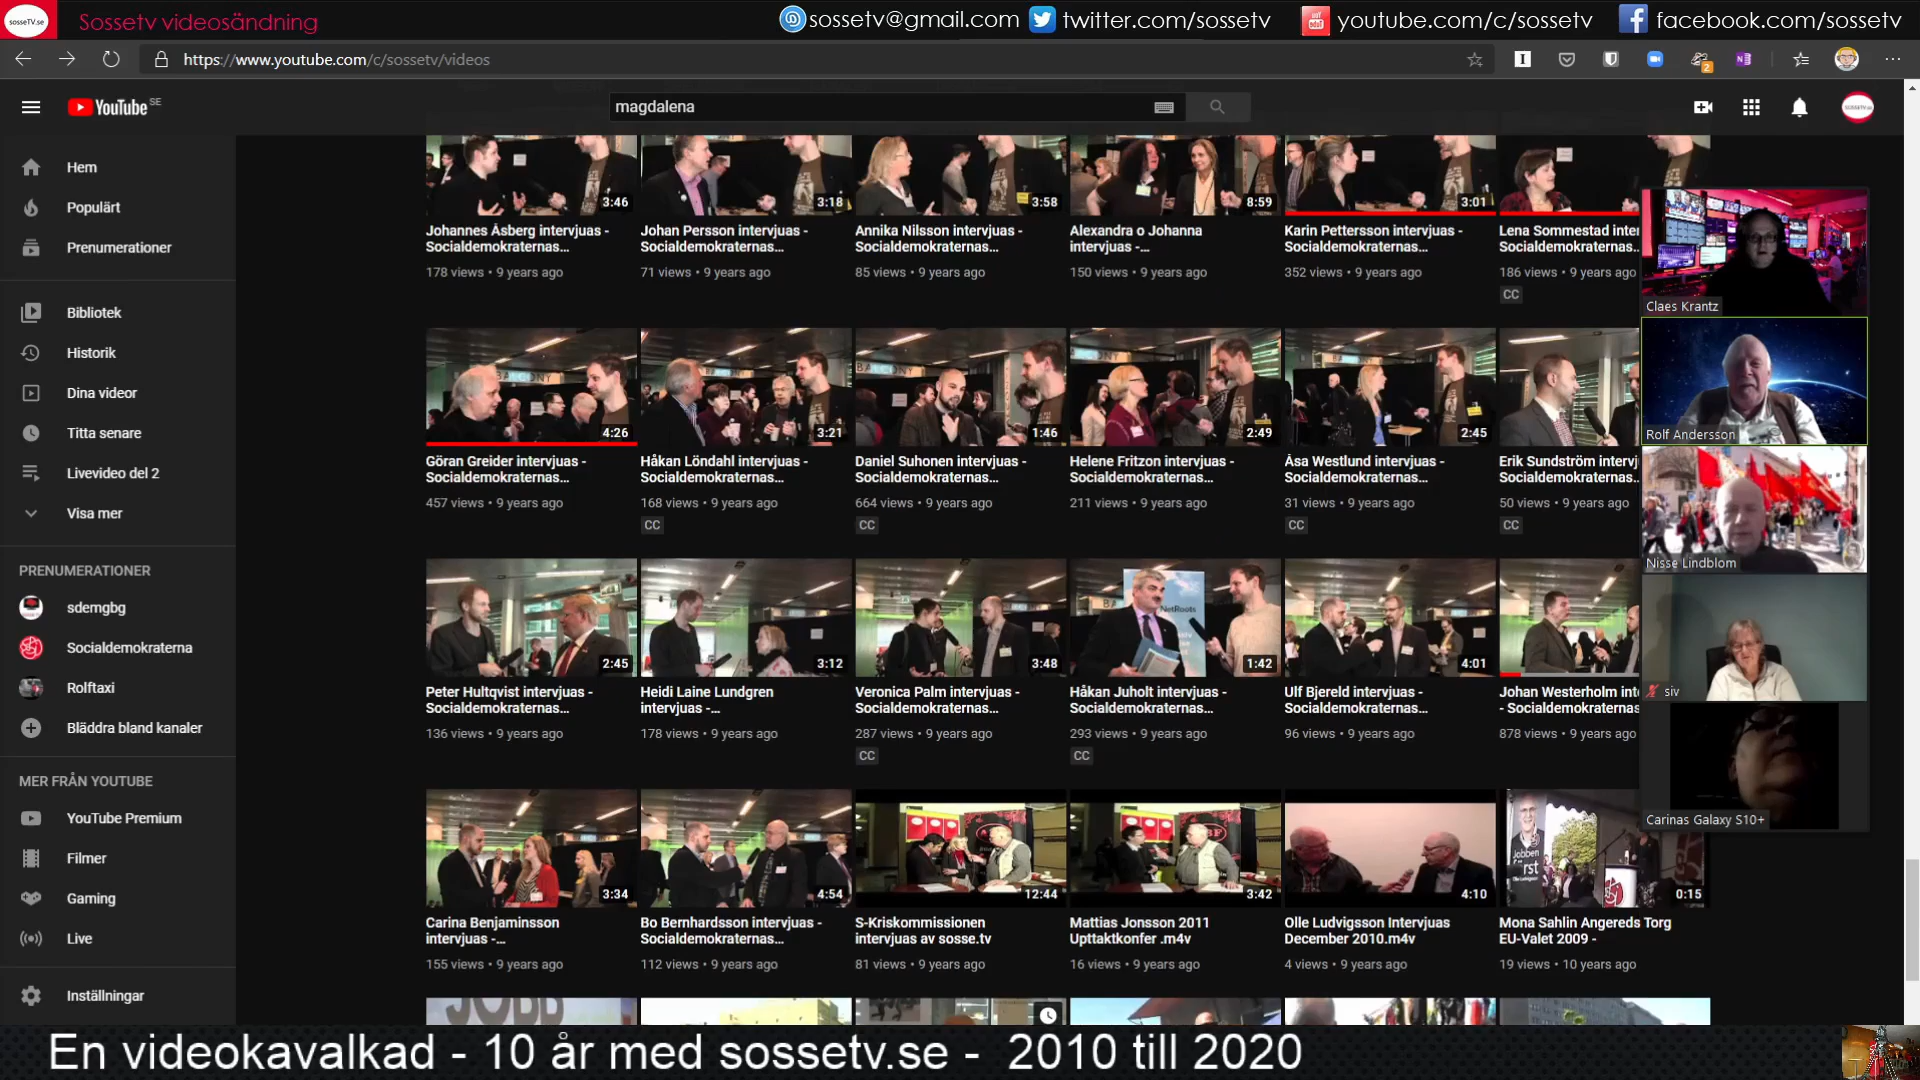 sosseTV.se
Sossetv videosändning
sossetv@gmail.com
twitter.com/sossetv
youtube.com/c/sossetv
facebook.com/sossetv
https://www.youtube.com/c/sossetv/videos
2
YouTube SE
magdalena
Hem
Populärt
Prenumerationer
Bibliotek
Historik
Dina videor
Titta senare
Livevideo del 2
Visa mer
PRENUMERATIONER
sdemgbg
Socialdemokraterna
Rolftaxi
Bläddra bland kanaler
MER FRÅN YOUTUBE
YouTube Premium
Filmer
Gaming
Live
Inställningar
3:46
3:18
3:58
8:59
3:01
Johannes Åsberg intervjuas -
Socialdemokraternas...
178 views • 9 years ago
Johan Persson intervjuas -
Socialdemokraternas...
71 views • 9 years ago
Annika Nilsson intervjuas -
Socialdemokraternas...
85 views • 9 years ago
Alexandra o Johanna
intervjuas -...
150 views • 9 years ago
Karin Pettersson intervjuas -
Socialdemokraternas...
352 views • 9 years ago
Lena Sommestad inter
Socialdemokraternas
186 views • 9 years ago
CC
4:26
3:21
1:46
2:49
2:45
Göran Greider intervjuas -
Socialdemokraternas...
457 views • 9 years ago
Håkan Löndahl intervjuas -
Socialdemokraternas...
168 views • 9 years ago
CC
Daniel Suhonen intervjuas -
Socialdemokraternas...
664 views • 9 years ago
CC
Helene Fritzon intervjuas -
Socialdemokraternas...
211 views • 9 years ago
Åsa Westlund intervjuas -
Socialdemokraternas...
31 views • 9 years ago
CC
Erik Sundström intervj
Socialdemokraternas
50 views • 9 years ago
CC
2:45
3:12
3:48
NetRoots
1:42
4:01
Peter Hultqvist intervjuas -
Socialdemokraternas...
136 views • 9 years ago
Heidi Laine Lundgren
intervjuas -...
178 views • 9 years ago
Veronica Palm intervjuas -
Socialdemokraternas...
287 views • 9 years ago
CC
Håkan Juholt intervjuas -
Socialdemokraternas...
293 views • 9 years ago
CC
Ulf Bjereld intervjuas -
Socialdemokraternas...
96 views • 9 years ago
Johan Westerholm int
- Socialdemokraternas
878 views • 9 years ago
3:34
4:54
12:44
3:42
4:10
Jobben
0:15
Carina Benjaminsson
intervjuas -...
155 views • 9 years ago
Bo Bernhardsson intervjuas -
Socialdemokraternas...
112 views • 9 years ago
S-Kriskommissionen
intervjuas av sosse.tv
81 views • 9 years ago
Mattias Jonsson 2011
Upttaktkonfer .m4v
16 views • 9 years ago
Olle Ludvigsson Intervjuas
December 2010.m4v
4 views • 9 years ago
Mona Sahlin Angereds Torg
EU-Valet 2009 -
19 views • 10 years ago
JOBB
Claes Krantz
Rolf Andersson
Nisse Lindblom
siv
Carinas Galaxy S10+
En videokavalkad - 10 år med sossetv.se - 2010 till 2020